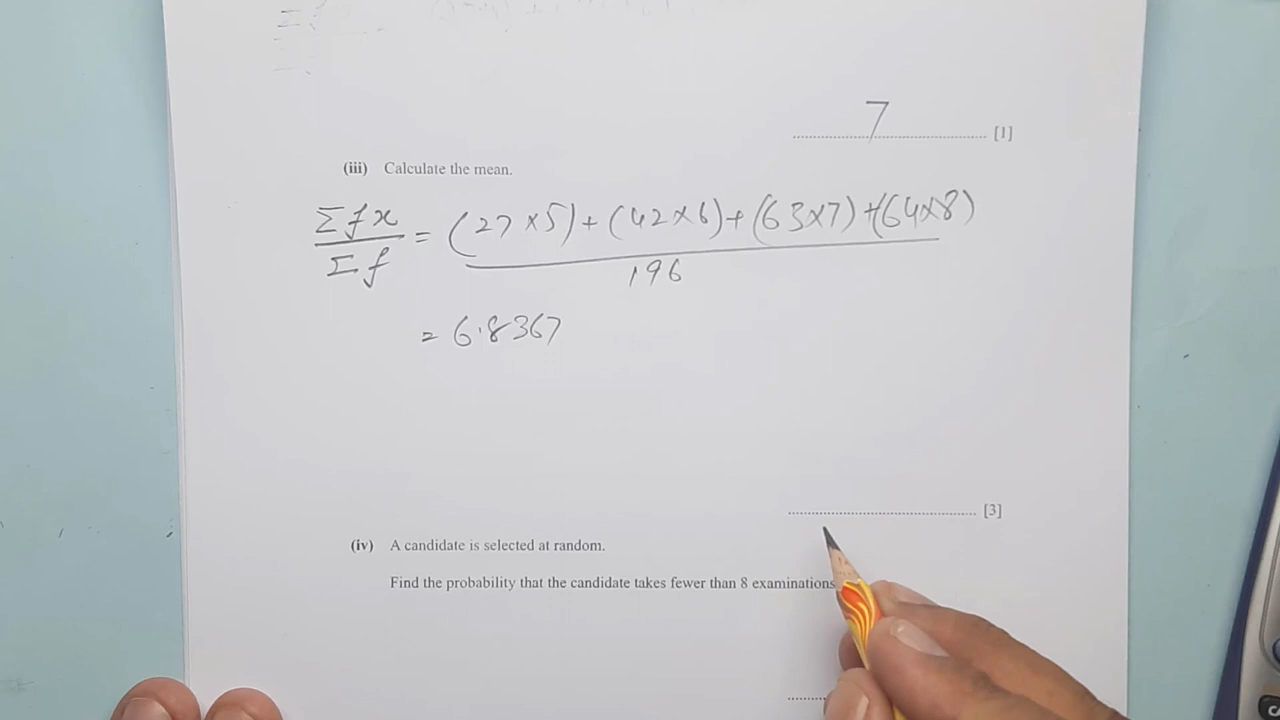 7
[1]
(iii) Calculate the mean.
Σfx / Σf = (27×5)+(42×6)+(63×7)+(64×8) / 196
= 6.8367
[3]
(iv) A candidate is selected at random.
Find the probability that the candidate takes fewer than 8 examinations